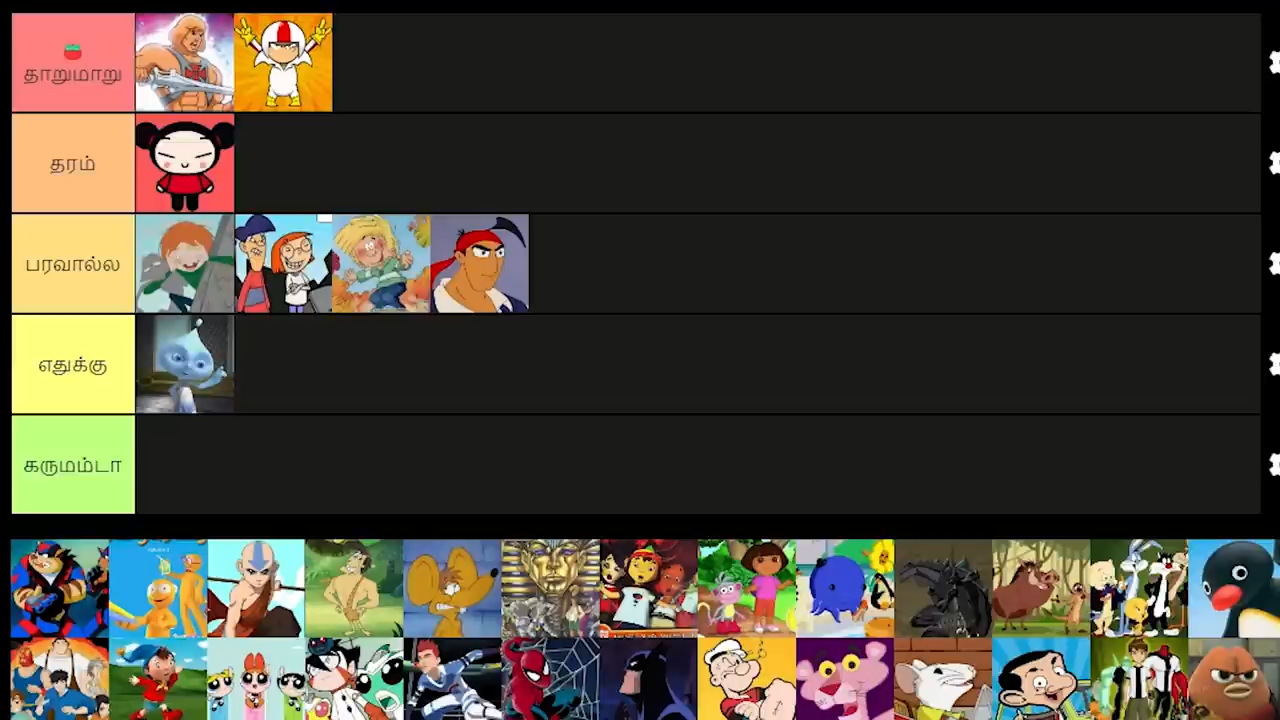 🍅
தாறுமாறு
தரம்
பரவால்ல
எதுக்கு
கருமம்டா